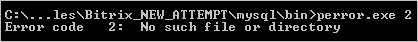 C:\...les\Bitrix_NEW_ATTEMPT\mysql\bin>perror.exe 2
Error code   2:  No such file or directory